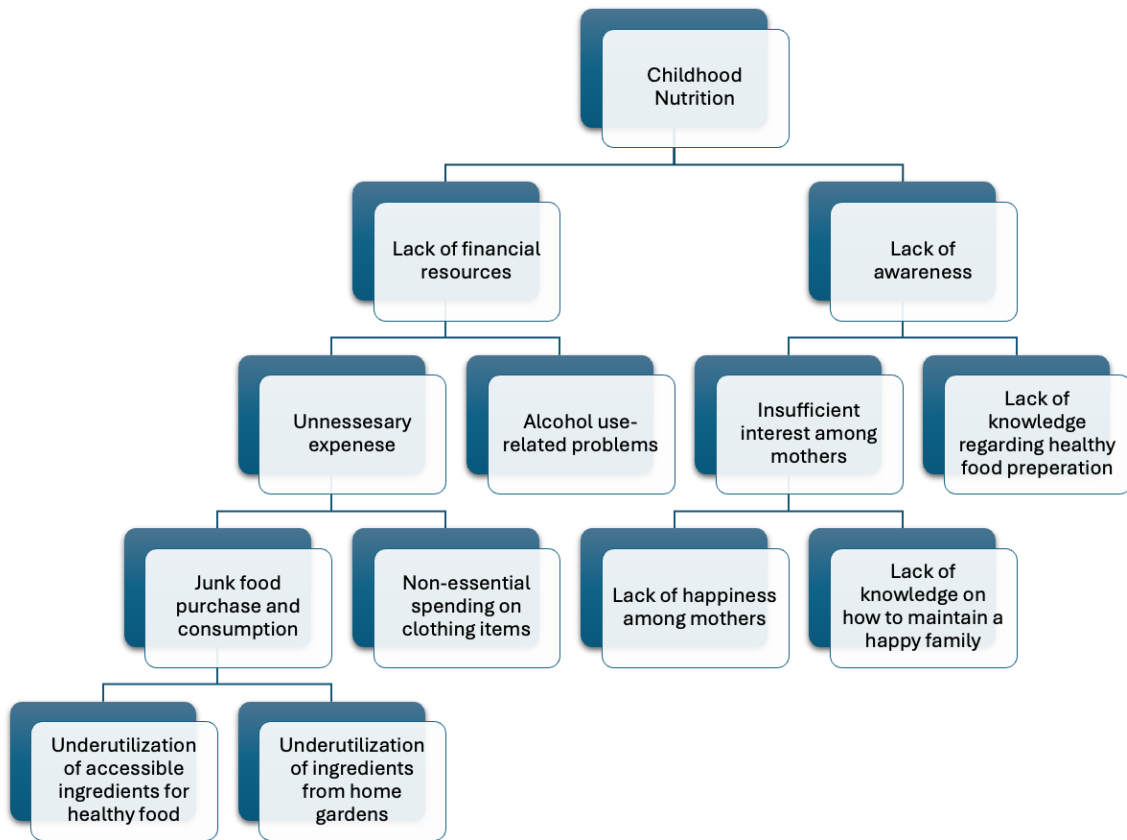 Childhood
Nutrition
Lack of financial
resources
Lack of
awareness
Unnessesary
expenese
Alcohol use-
related problems
Insufficient
interest among
mothers
Lack of
knowledge
regarding healthy
food preperation
Junk food
purchase and
consumption
Non-essential
spending on
clothing items
Lack of happiness
among mothers
Lack of
knowledge on
how to maintain a
happy family
Underutilization
of accessible
ingredients for
healthy food
Underutilization
of ingredients
from home
gardens